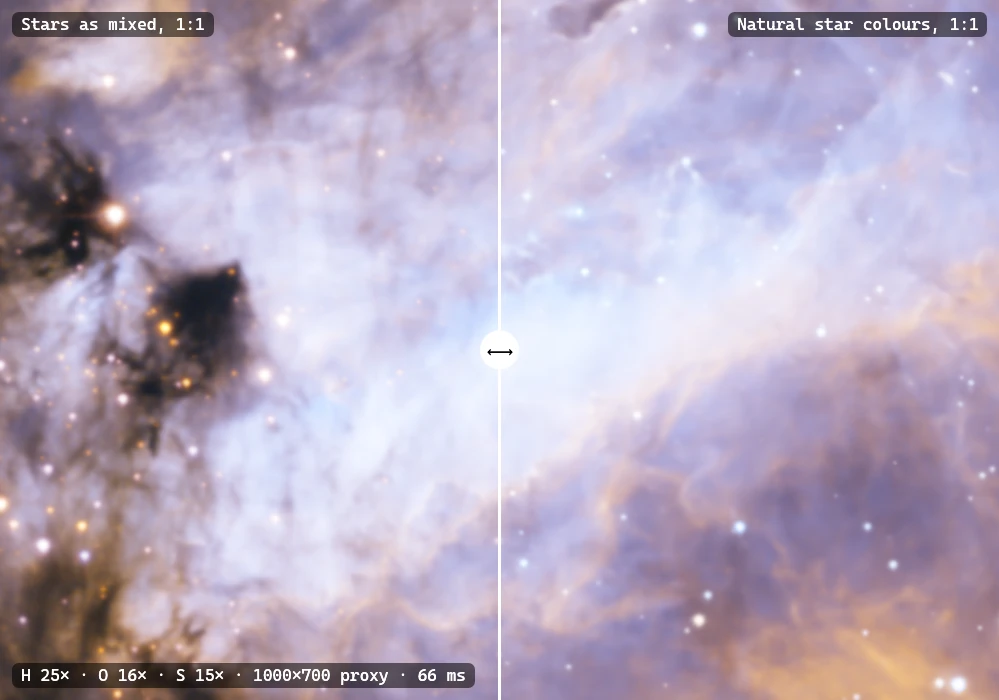 Stars as mixed, 1:1
Natural star colours, 1:1
H 25× · O 16× · S 15× · 1000×700 proxy · 66 ms